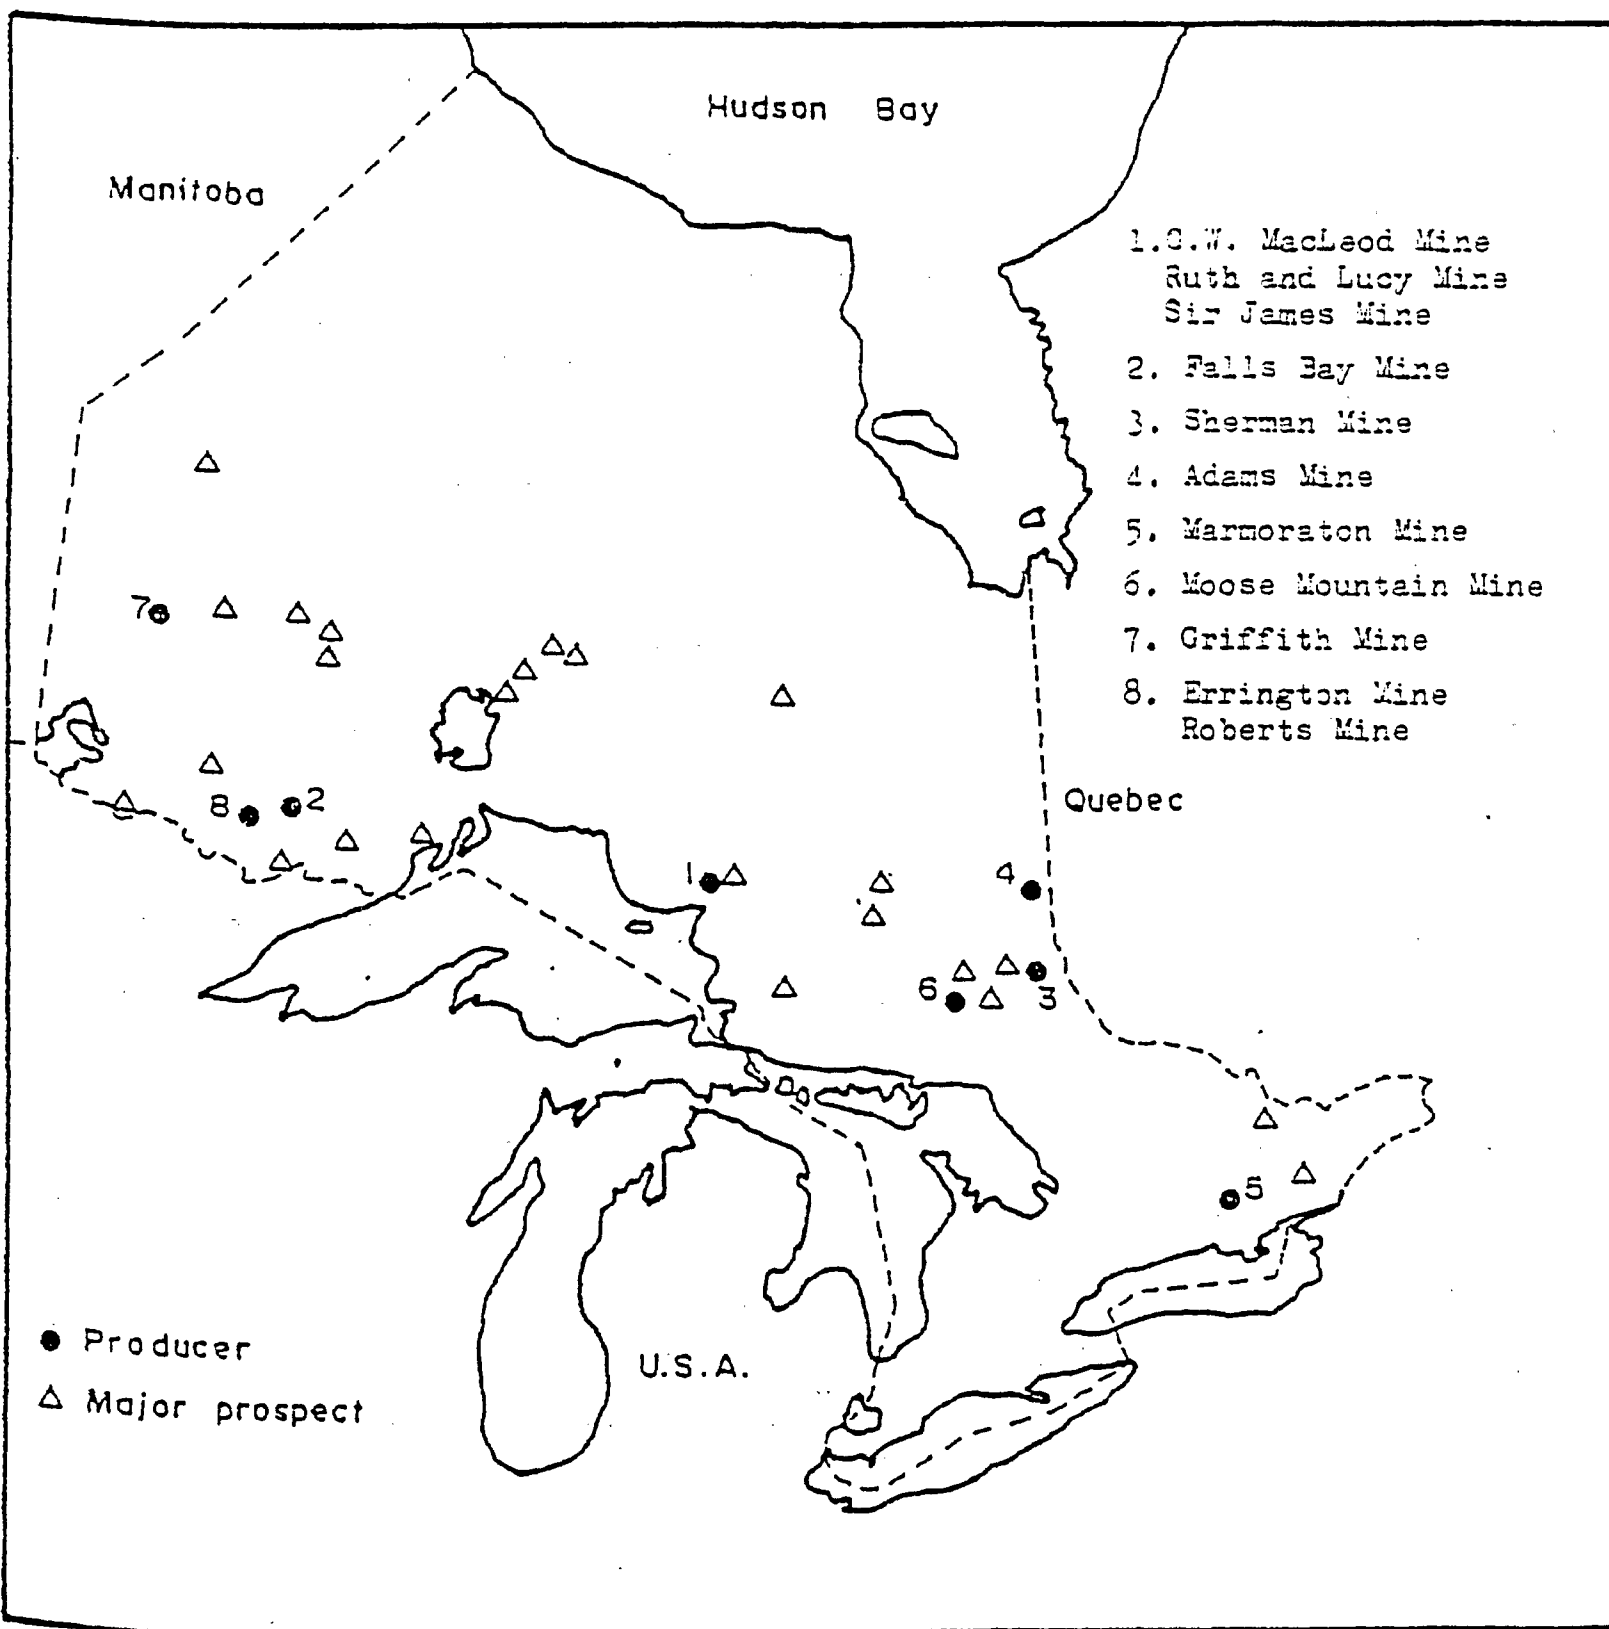 Hudson Bay
Manitoba
1.G.W. MacLeod Mine
Ruth and Lucy Mine
Sir James Mine
2. Falls Bay Mine
3. Sherman Mine
4. Adams Mine
5. Marmoraton Mine
6. Moose Mountain Mine
7. Griffith Mine
8. Errington Mine
Roberts Mine
7
8
2
Quebec
1
4
6
3
5
● Producer
△ Major prospect
U.S.A.